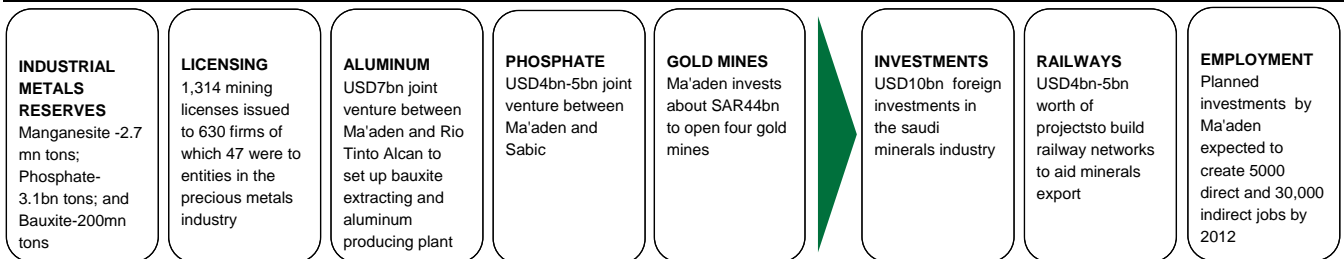 INDUSTRIAL
METALS
RESERVES
Manganesite -2.7
mn tons;
Phosphate-
3.1bn tons; and
Bauxite-200mn
tons
LICENSING
1,314 mining
licenses issued
to 630 firms of
which 47 were to
entities in the
precious metals
industry
ALUMINUM
USD7bn joint
venture between
Ma'aden and Rio
Tinto Alcan to
set up bauxite
extracting and
aluminum
producing plant
PHOSPHATE
USD4bn-5bn joint
venture between
Ma'aden and
Sabic
GOLD MINES
Ma'aden invests
about SAR44bn
to open four gold
mines
INVESTMENTS
USD10bn foreign
investments in
the saudi
minerals industry
RAILWAYS
USD4bn-5bn
worth of
projectsto build
railway networks
to aid minerals
export
EMPLOYMENT
Planned
investments by
Ma'aden
expected to
create 5000
direct and 30,000
indirect jobs by
2012